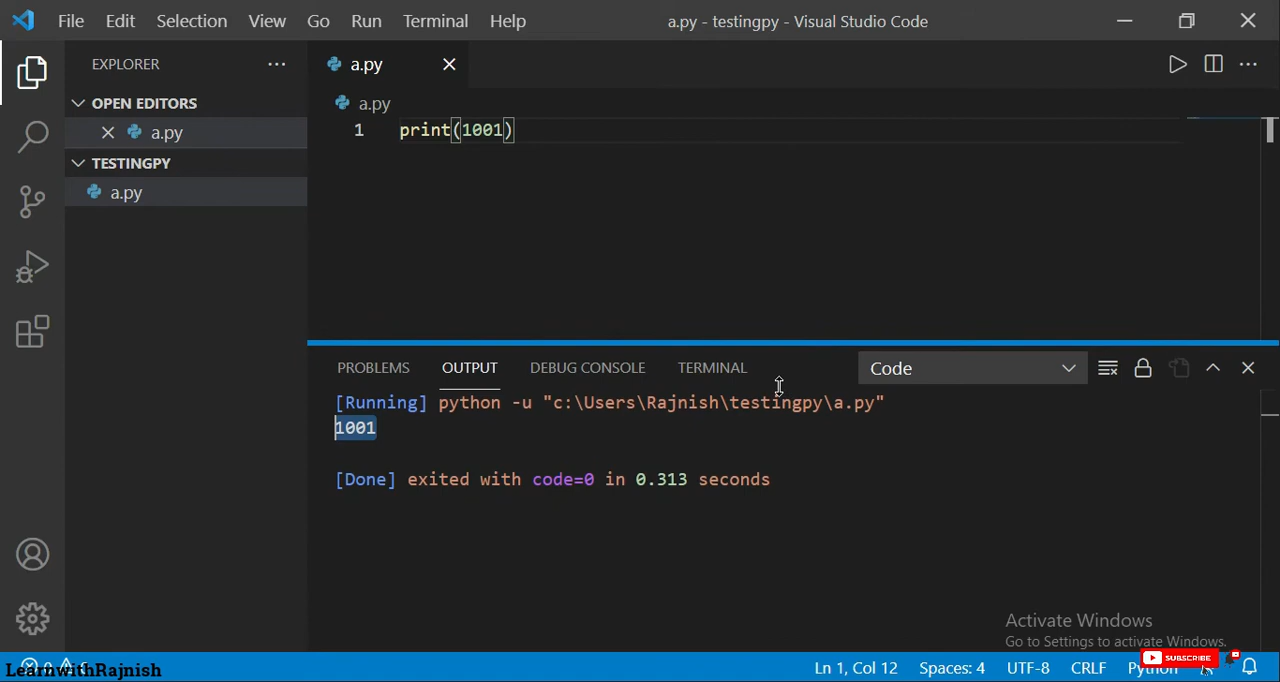 File Edit Selection View Go Run Terminal Help a.py - testingpy - Visual Studio Code
EXPLORER
OPEN EDITORS
a.py
TESTINGPY
a.py
a.py
a.py
1 print(1001)
PROBLEMS OUTPUT DEBUG CONSOLE TERMINAL Code
[Running] python -u "c:\Users\Rajnish\testingpy\a.py"
1001
[Done] exited with code=0 in 0.313 seconds
Activate Windows
Go to Settings to activate Windows.
LearnwithRajnish
Ln 1, Col 12 Spaces: 4 UTF-8 CRLF Python
SUBSCRIBE